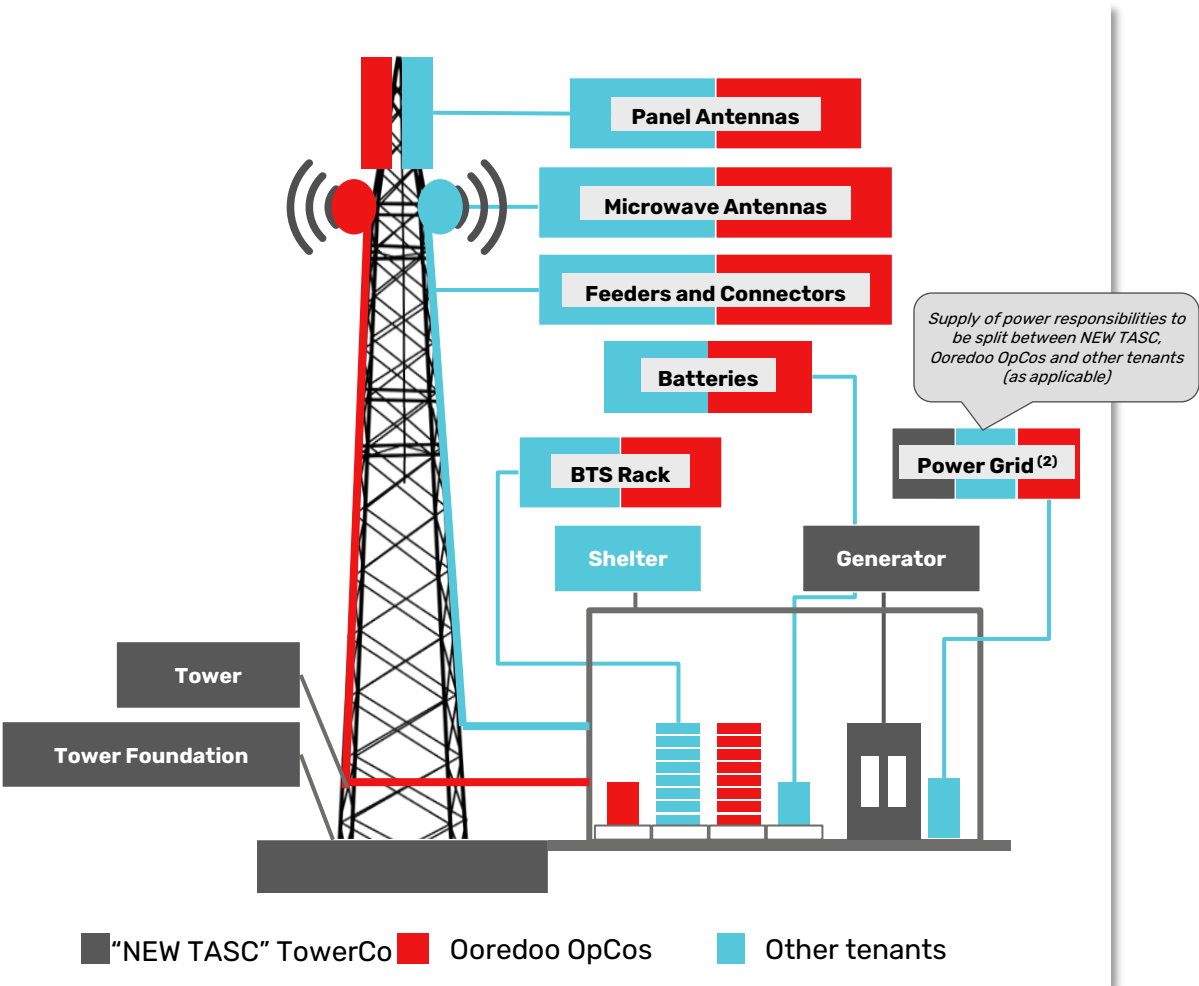 Panel Antennas
Microwave Antennas
Feeders and Connectors
Supply of power responsibilities to
be split between NEW TASC,
Ooredoo OpCos and other tenants
(as applicable)
Batteries
Power Grid (2)
BTS Rack
Shelter
Generator
Tower
Tower Foundation
“NEW TASC” TowerCo
Ooredoo OpCos
Other tenants